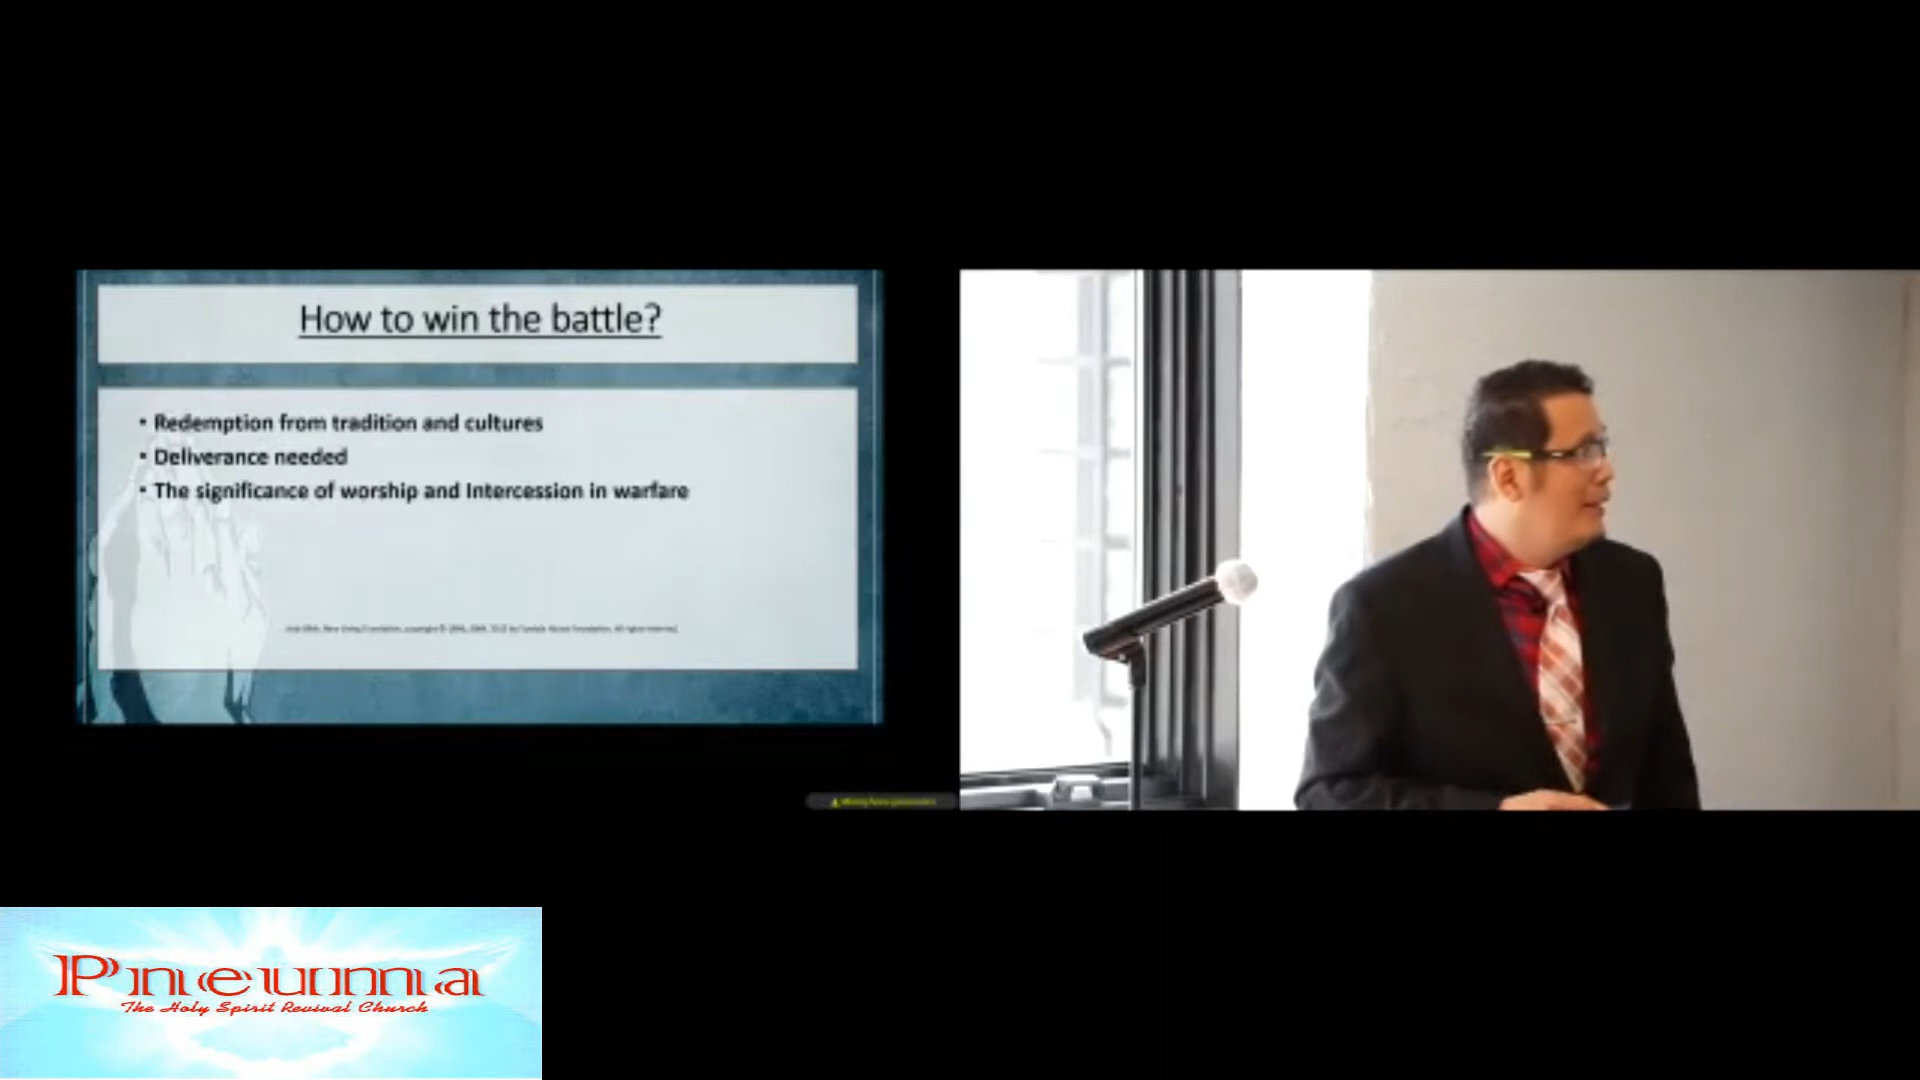 How to win the battle?
• Redemption from tradition and cultures
• Deliverance needed
• The significance of worship and Intercession in warfare
Pneuma
The Holy Spirit Revival Church